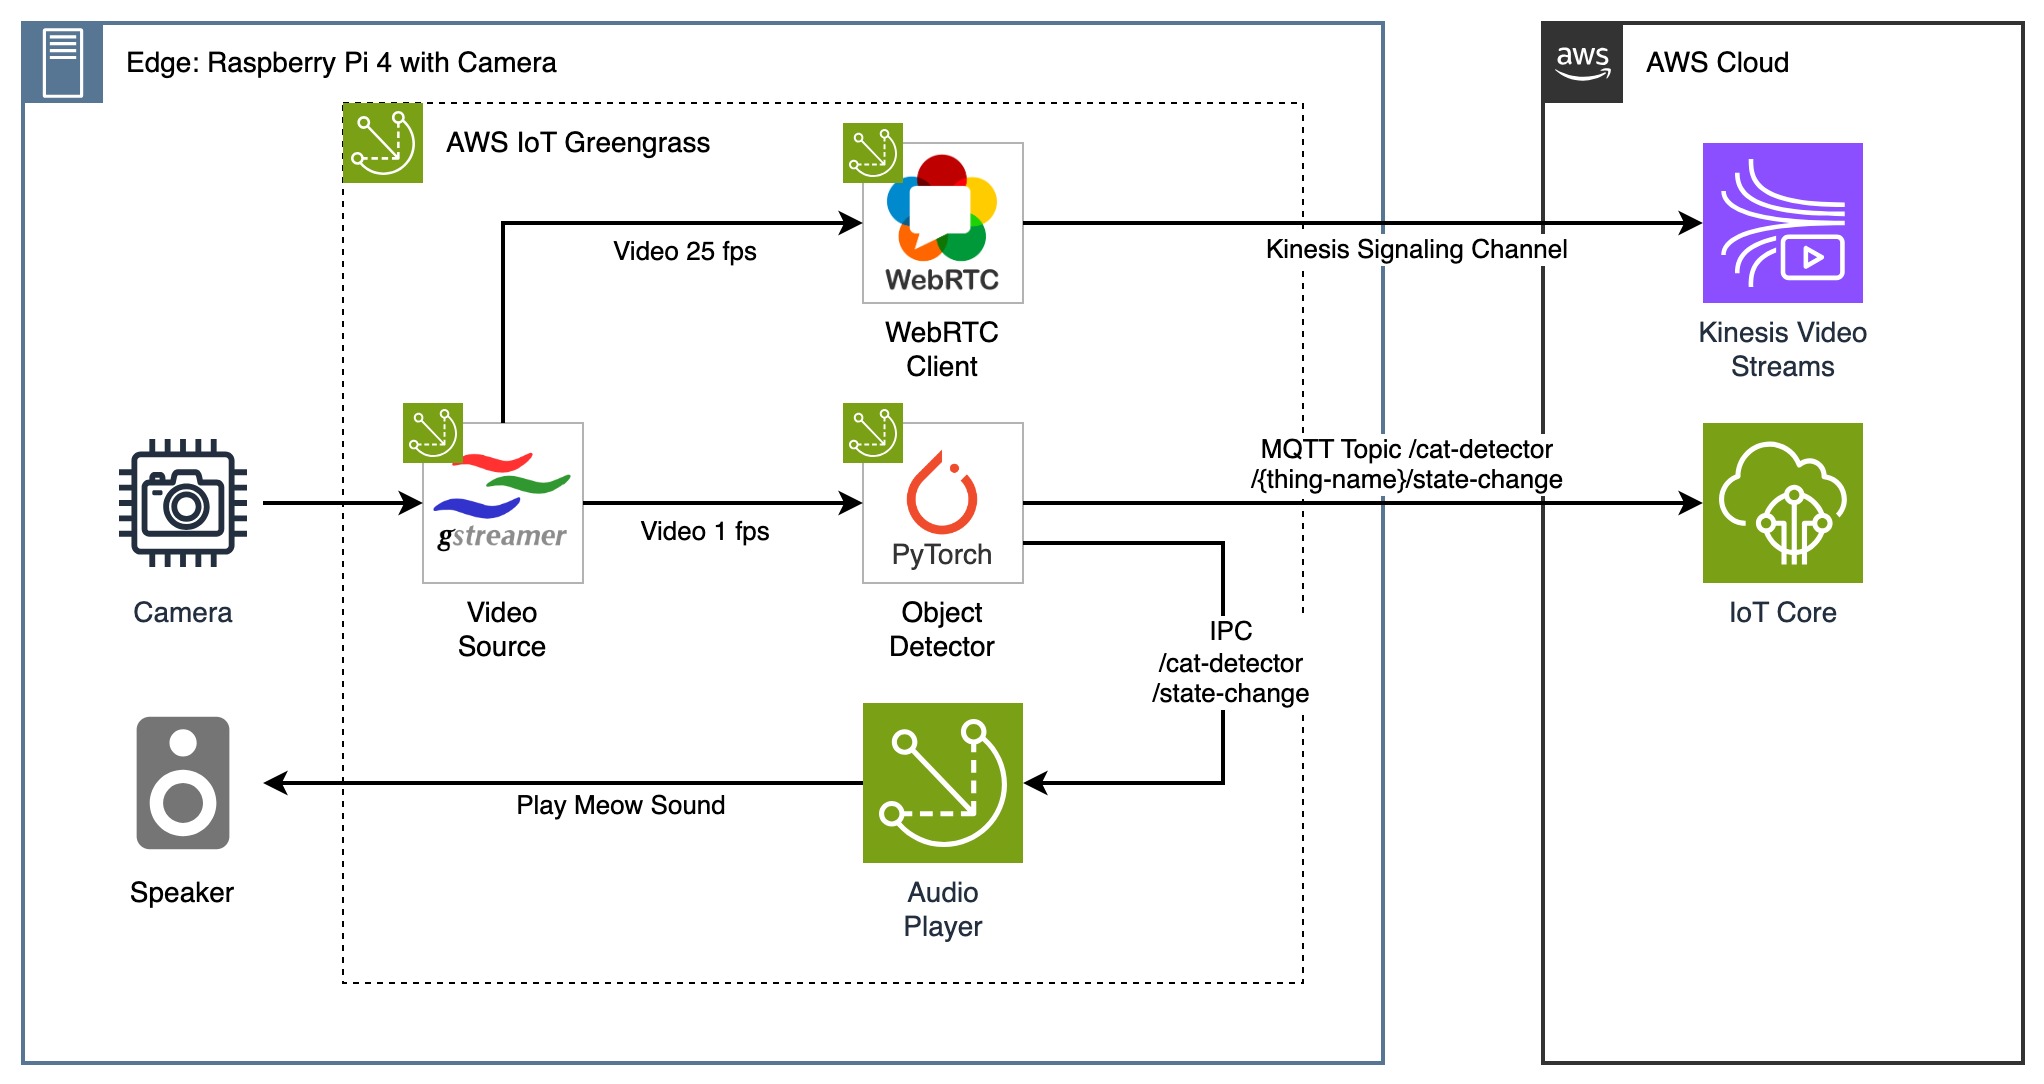 Edge: Raspberry Pi 4 with Camera
aws
AWS Cloud
AWS IoT Greengrass
WebRTC
Video 25 fps
Kinesis Signaling Channel
WebRTC
Client
Kinesis Video
Streams
MQTT Topic /cat-detector
/{thing-name}/state-change
gstreamer
Video 1 fps
PyTorch
Camera
Video
Source
Object
Detector
IoT Core
IPC
/cat-detector
/state-change
Play Meow Sound
Speaker
Audio
Player